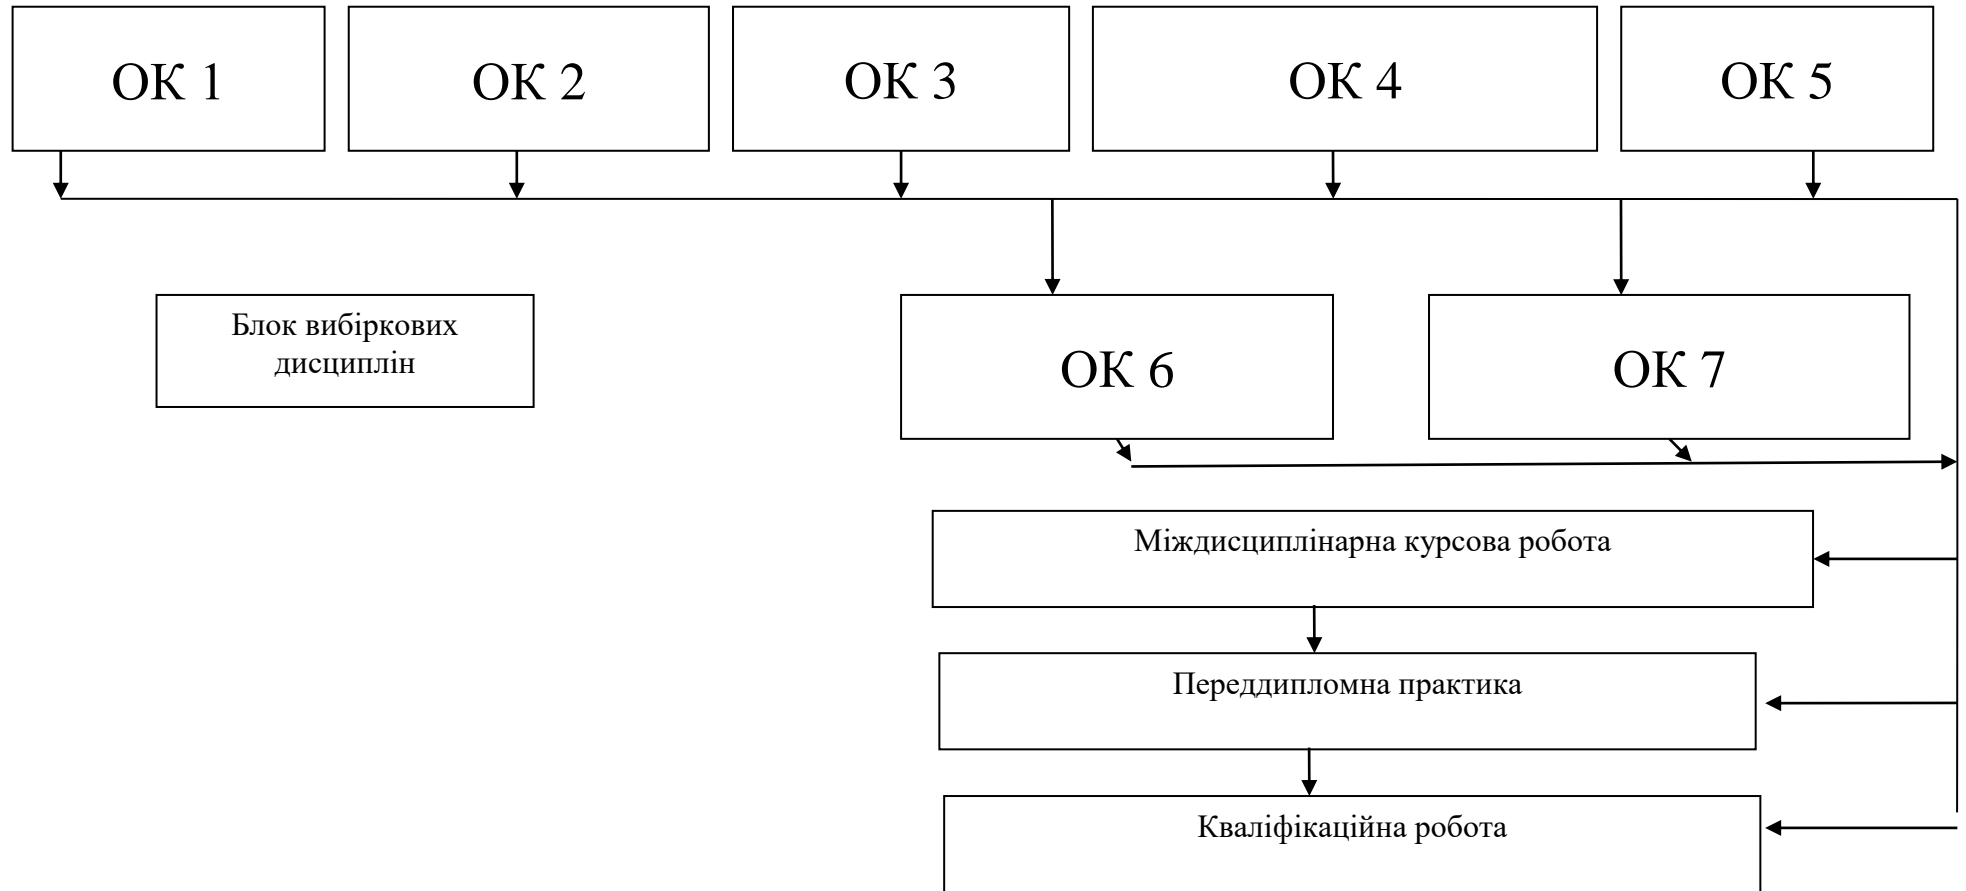 ОК 1
ОК 2
ОК 3
ОК 4
ОК 5
Блок вибіркових
дисциплін
ОК 6
ОК 7
Міждисциплінарна курсова робота
Переддипломна практика
Кваліфікаційна робота